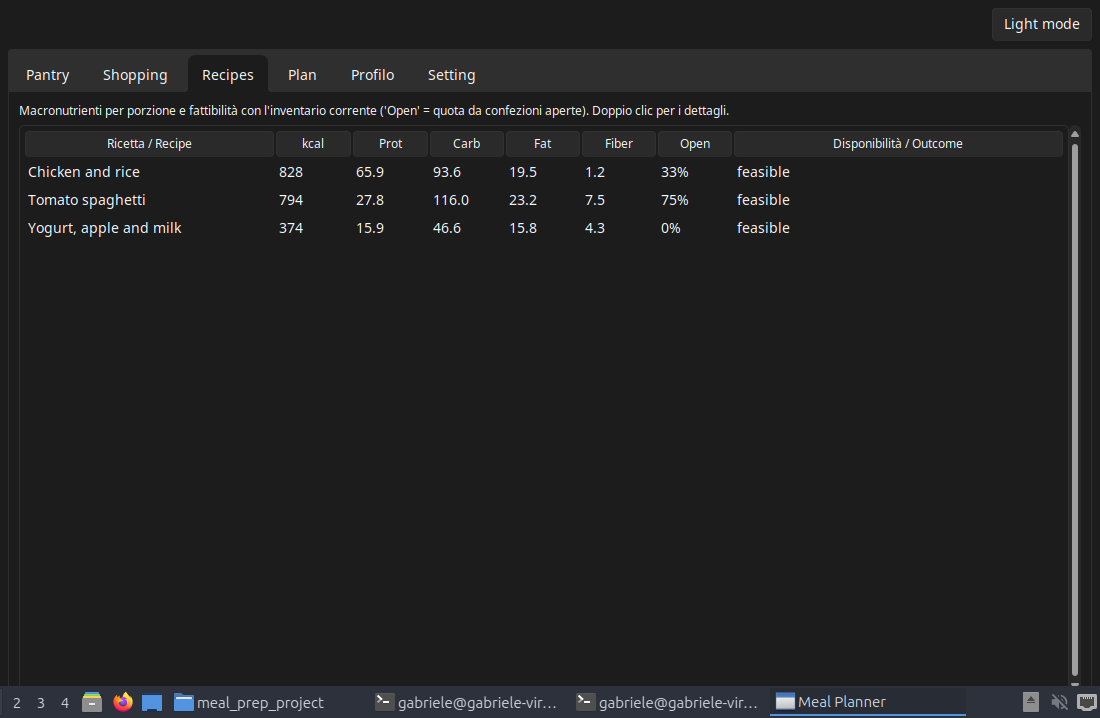 Light mode
Pantry Shopping Recipes Plan Profilo Setting
Macronutrienti per porzione e fattibilità con l'inventario corrente ('Open' = quota da confezioni aperte). Doppio clic per i dettagli.
Ricetta / Recipe kcal Prot Carb Fat Fiber Open Disponibilità / Outcome
Chicken and rice 828 65.9 93.6 19.5 1.2 33% feasible
Tomato spaghetti 794 27.8 116.0 23.2 7.5 75% feasible
Yogurt, apple and milk 374 15.9 46.6 15.8 4.3 0% feasible
2 3 4 meal_prep_project gabriele@gabriele-vir... gabriele@gabriele-vir... Meal Planner